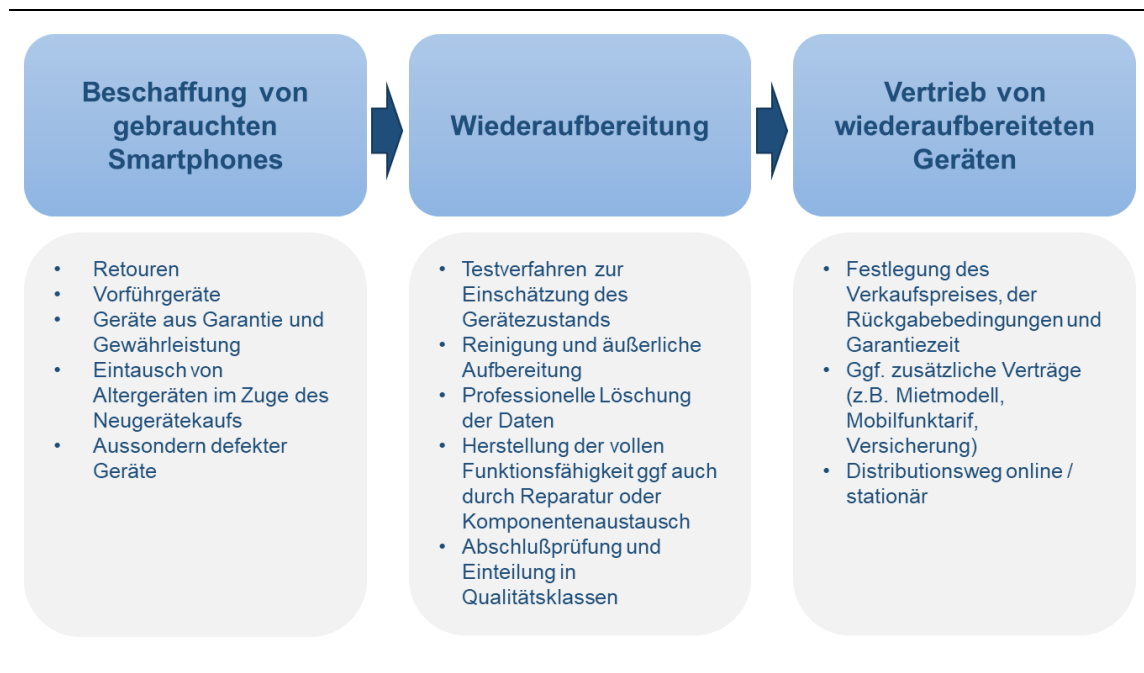 Beschaffung von
gebrauchten
Smartphones
Wiederaufbereitung
Vertrieb von
wiederaufbereiteten
Geräten
• Retouren
• Vorführgeräte
• Geräte aus Garantie und
Gewährleistung
• Eintausch von
Altergeräten im Zuge des
Neugerätekaufs
• Aussondern defekter
Geräte
• Testverfahren zur
Einschätzung des
Gerätezustands
• Reinigung und äußerliche
Aufbereitung
• Professionelle Löschung
der Daten
• Herstellung der vollen
Funktionsfähigkeit ggf auch
durch Reparatur oder
Komponentenaustausch
• Abschlußprüfung und
Einteilung in
Qualitätsklassen
• Festlegung des
Verkaufspreises, der
Rückgabebedingungen und
Garantiezeit
• Ggf. zusätzliche Verträge
(z.B. Mietmodell,
Mobilfunktarif,
Versicherung)
• Distributionsweg online /
stationär